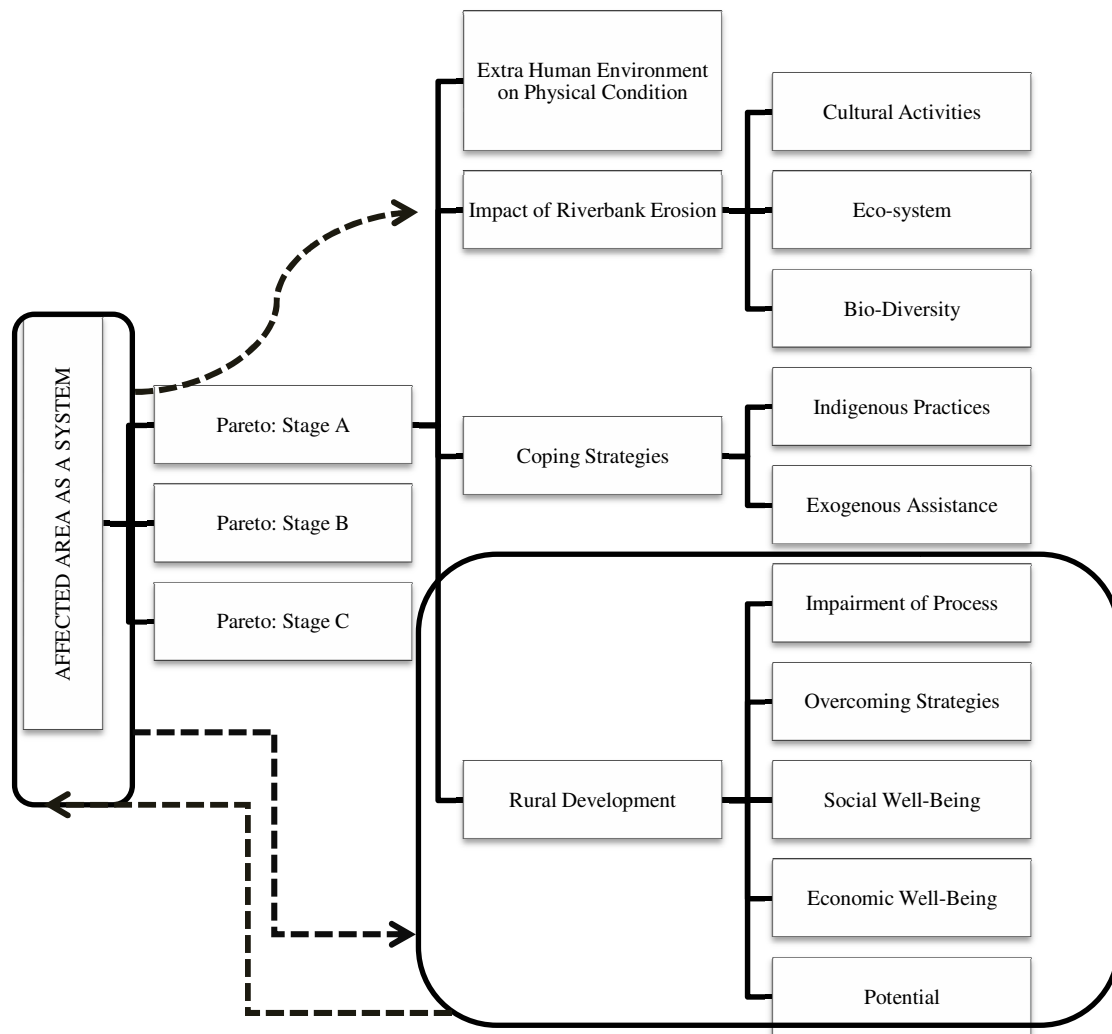 AFFECTED AREA AS A SYSTEM
Pareto: Stage A
Pareto: Stage B
Pareto: Stage C
Extra Human Environment
on Physical Condition
Impact of Riverbank Erosion
Cultural Activities
Eco-system
Bio-Diversity
Coping Strategies
Indigenous Practices
Exogenous Assistance
Rural Development
Impairment of Process
Overcoming Strategies
Social Well-Being
Economic Well-Being
Potential